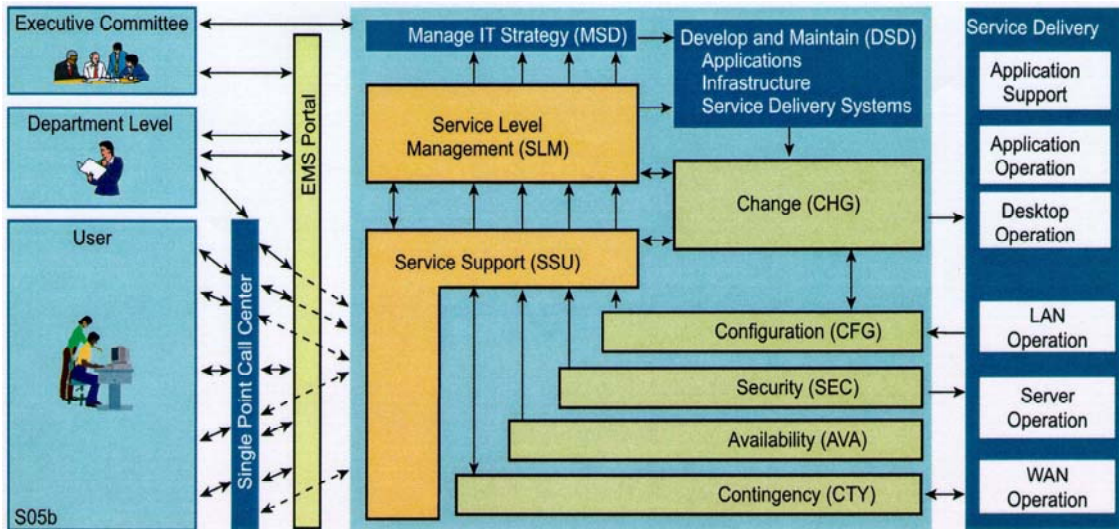 Executive Committee
Department Level
User
S05b
Single Point Call Center
EMS Portal
Manage IT Strategy (MSD)
Develop and Maintain (DSD)
Applications
Infrastructure
Service Delivery Systems
Service Level
Management (SLM)
Change (CHG)
Service Support (SSU)
Configuration (CFG)
Security (SEC)
Availability (AVA)
Contingency (CTY)
Service Delivery
Application
Support
Application
Operation
Desktop
Operation
LAN
Operation
Server
Operation
WAN
Operation